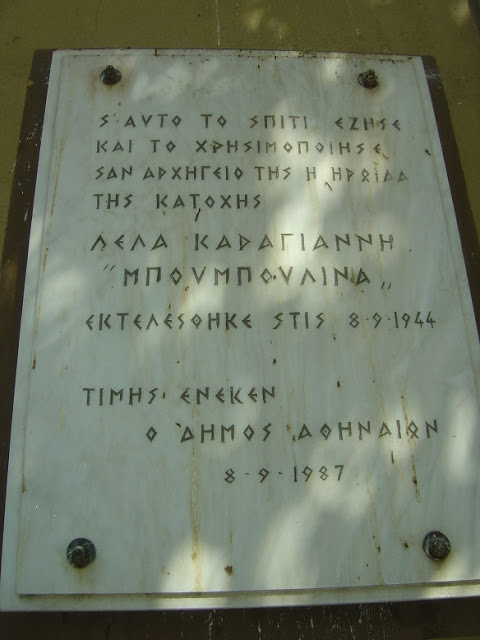 Σ' ΑΥΤΟ ΤΟ ΣΠΙΤΙ ΕΖΗΣΕ
ΚΑΙ ΤΟ ΧΡΗΣΙΜΟΠΟΙΗΣΕ
ΣΑΝ ΑΡΧΗΓΕΙΟ ΤΗΣ Η ΗΡΩΙΔΑ
ΤΗΣ ΚΑΤΟΧΗΣ
ΛΕΛΑ ΚΑΡΑΓΙΑΝΝΗ
"ΜΠΟΥΜΠΟΥΛΙΝΑ„
ΕΚΤΕΛΕΣΘΗΚΕ ΣΤΙΣ 8·9·1944
ΤΙΜΗΣ ΕΝΕΚΕΝ
Ο ΔΗΜΟΣ ΑΘΗΝΑΙΩΝ
8·9·1987